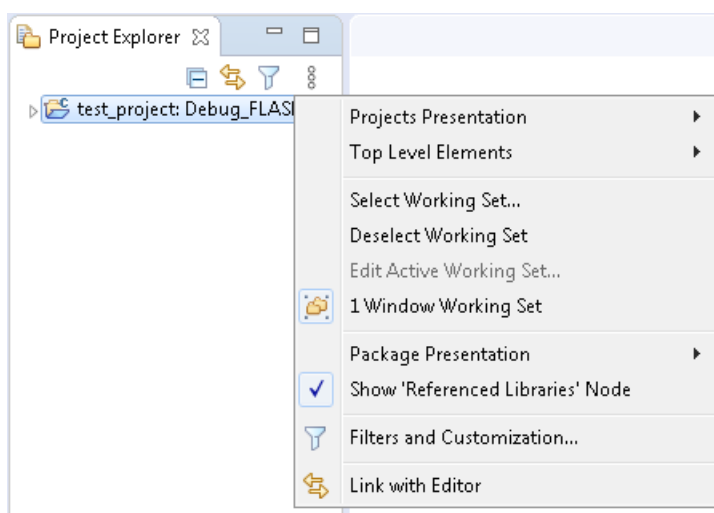 Project Explorer
test_project: Debug_FLAS
Projects Presentation
Top Level Elements
Select Working Set...
Deselect Working Set
Edit Active Working Set...
1 Window Working Set
Package Presentation
Show 'Referenced Libraries' Node
Filters and Customization...
Link with Editor